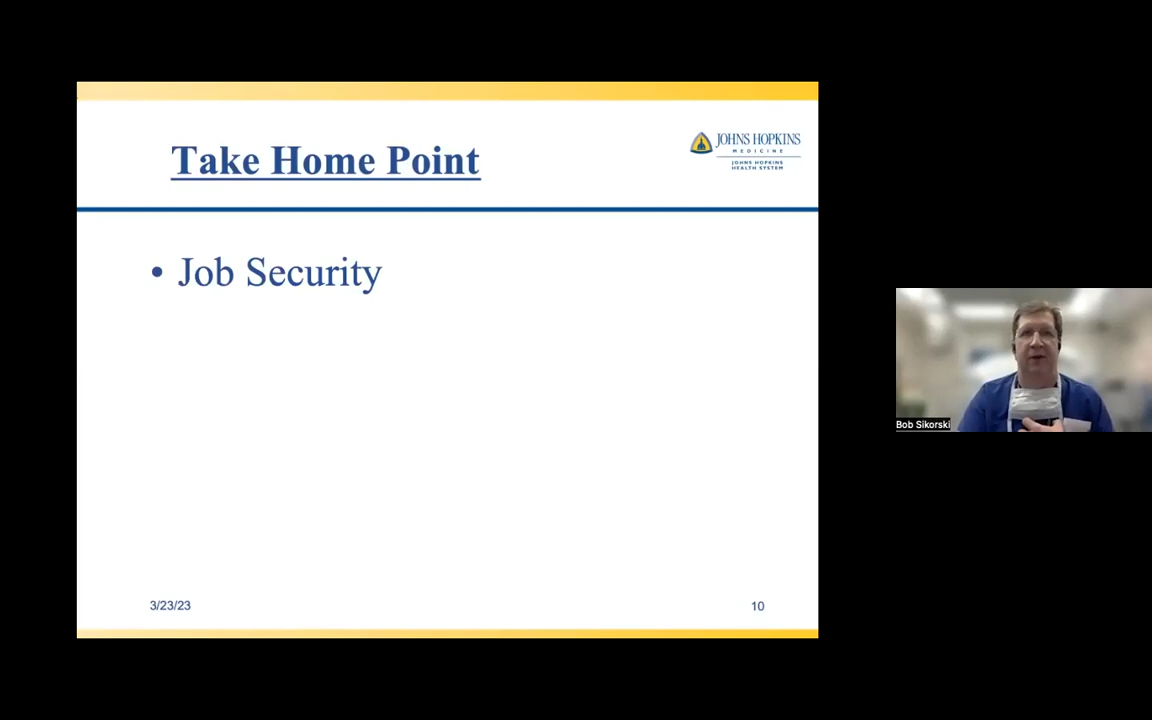 Take Home Point
JOHNS HOPKINS
MEDICINE
JOHNS HOPKINS
HEALTH SYSTEM
• Job Security
Bob Sikorski
3/23/23
10